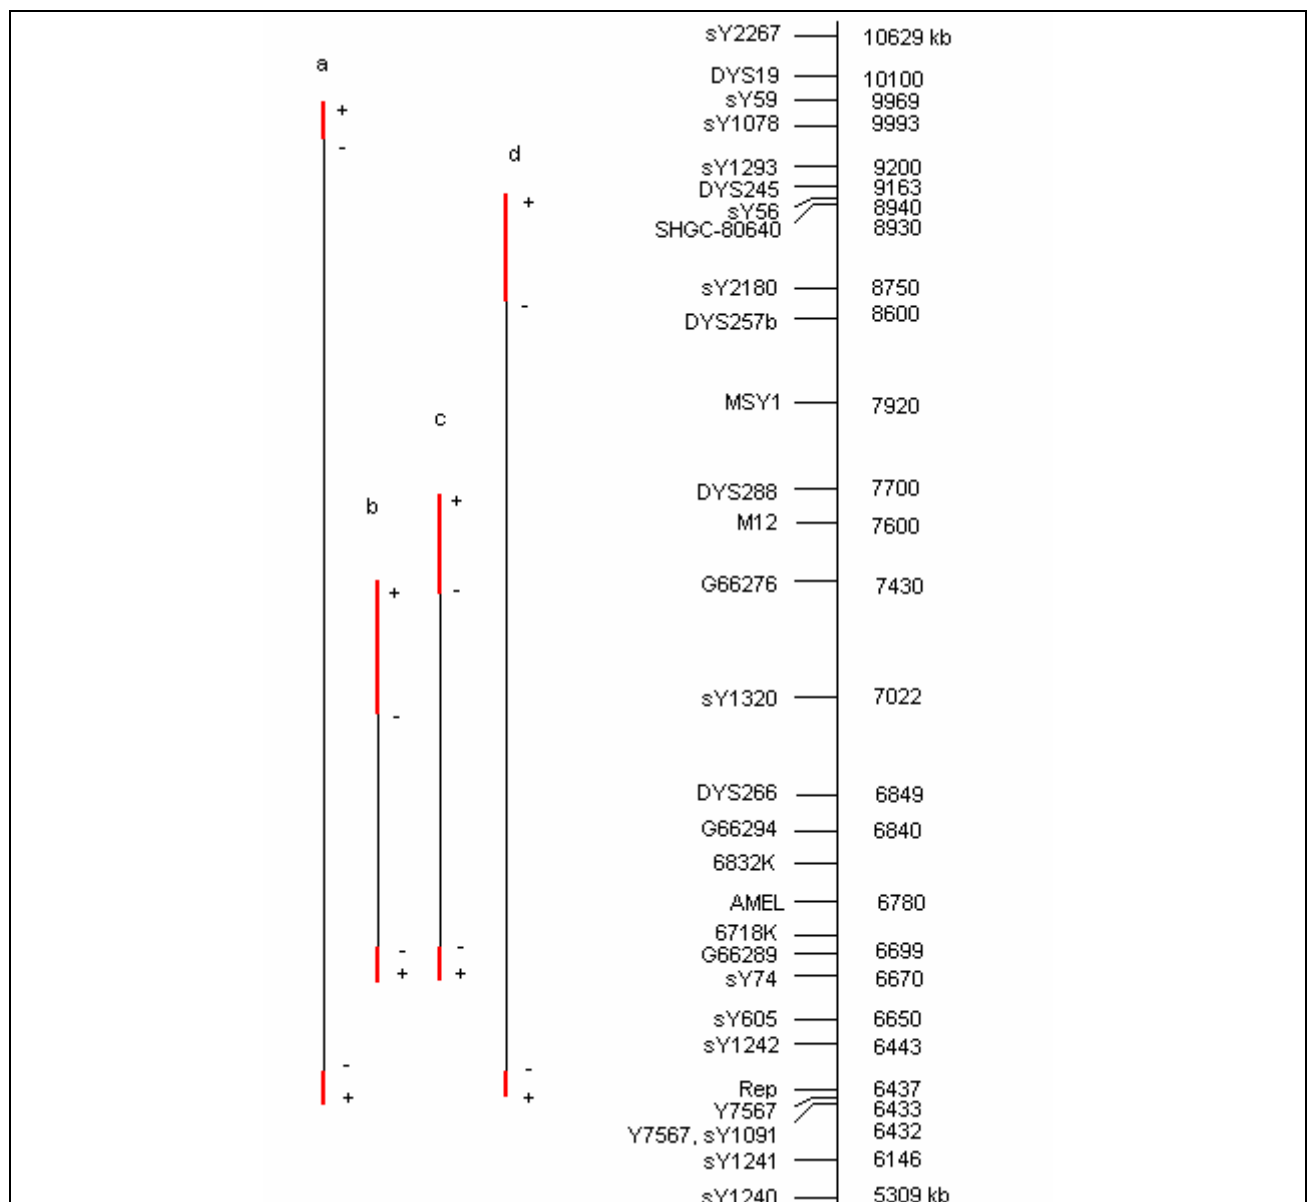 sY2267 10629 kb
a
DYS19 10100
sY59 9969
+
sY1078 9993
-
d
sY1293 9200
DYS245 9163
+
sY56 8940
SHGC-80640 8930
sY2180 8750
-
DYS257b 8600
MSY1 7920
c
DYS288 7700
+
b
M12 7600
G66276 7430
+ -
sY1320 7022
-
DYS266 6849
G66294 6840
6832K
AMEL 6780
6718K
- -
G66289 6699
+ +
sY74 6670
sY605 6650
sY1242 6443
- -
Rep 6437
+ +
Y7567 6433
Y7567, sY1091 6432
sY1241 6146
sY1240 5309 kb